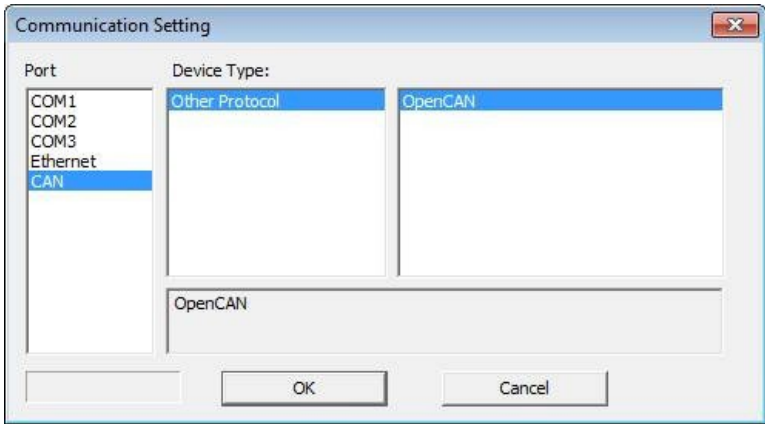 Communication Setting
Port
Device Type:
COM1
COM2
COM3
Ethernet
CAN
Other Protocol
OpenCAN
OpenCAN
OK
Cancel